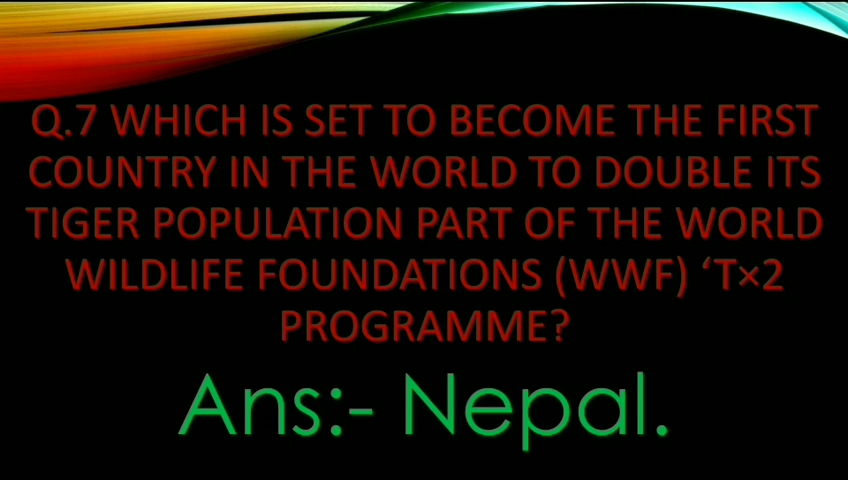 Q.7 WHICH IS SET TO BECOME THE FIRST
COUNTRY IN THE WORLD TO DOUBLE ITS
TIGER POPULATION PART OF THE WORLD
WILDLIFE FOUNDATIONS (WWF) ‘T×2
PROGRAMME?
Ans:- Nepal.